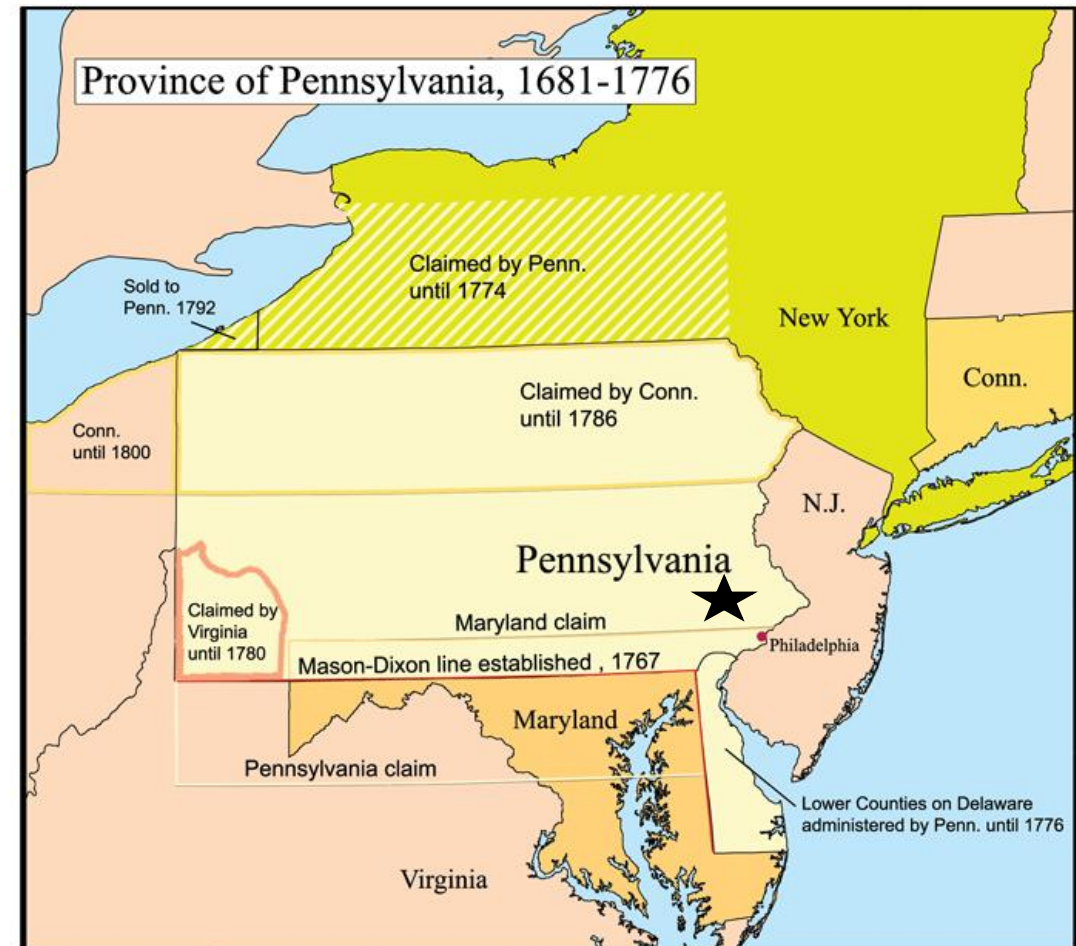 Province of Pennsylvania, 1681-1776
Claimed by Penn.
until 1774
Sold to
Penn. 1792
New York
Conn.
Claimed by Conn.
until 1786
Conn.
until 1800
N.J.
Pennsylvania
Claimed by
Virginia
until 1780
Maryland claim
Philadelphia
Mason-Dixon line established , 1767
Maryland
Pennsylvania claim
Lower Counties on Delaware
administered by Penn. until 1776
Virginia